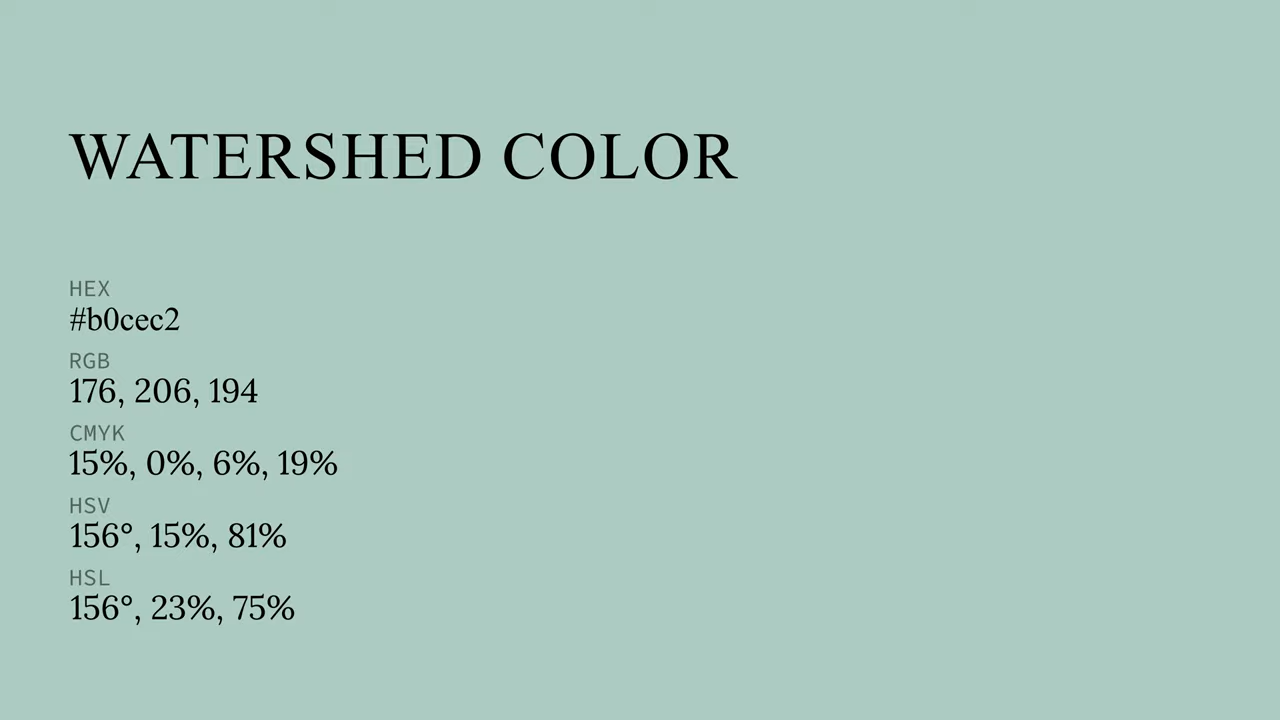 WATERSHED COLOR
HEX
#b0cec2
RGB
176, 206, 194
CMYK
15%, 0%, 6%, 19%
HSV
156°, 15%, 81%
HSL
156°, 23%, 75%